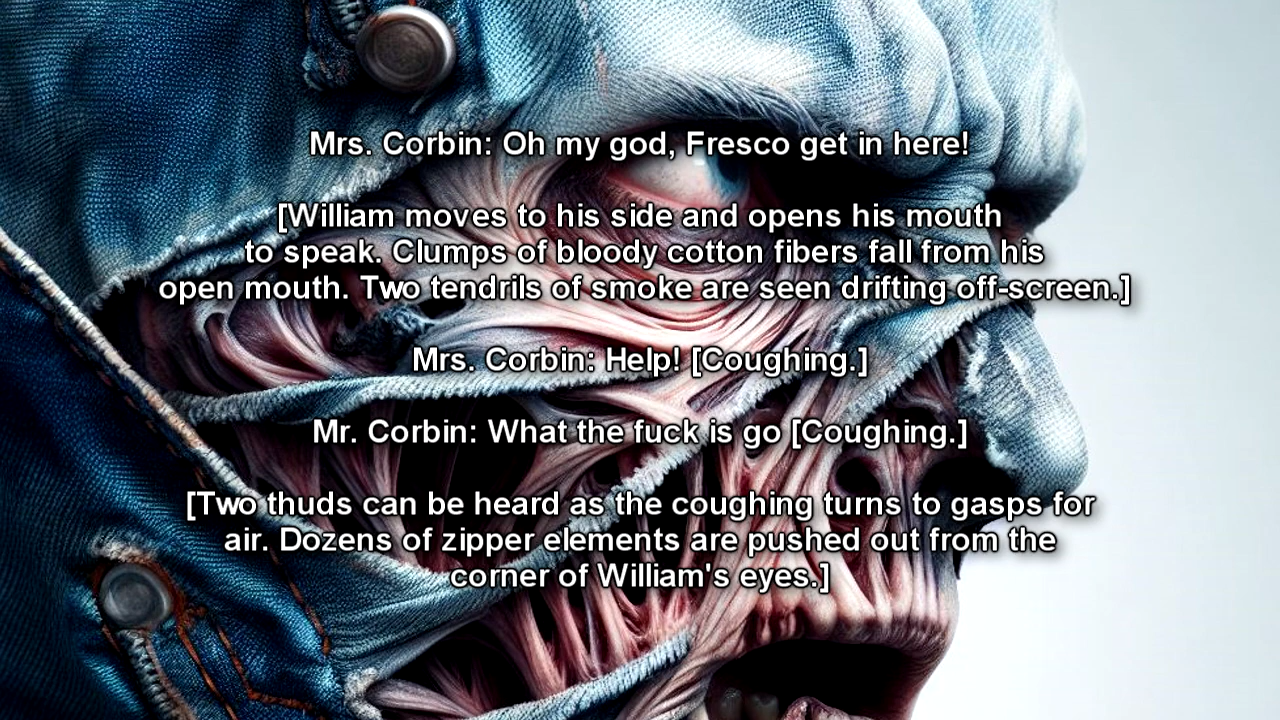 Mrs. Corbin: Oh my god, Fresco get in here!
[William moves to his side and opens his mouth
to speak. Clumps of bloody cotton fibers fall from his
open mouth. Two tendrils of smoke are seen drifting off-screen.]
Mrs. Corbin: Help! [Coughing.]
Mr. Corbin: What the fuck is go [Coughing.]
[Two thuds can be heard as the coughing turns to gasps for
air. Dozens of zipper elements are pushed out from the
corner of William's eyes.]